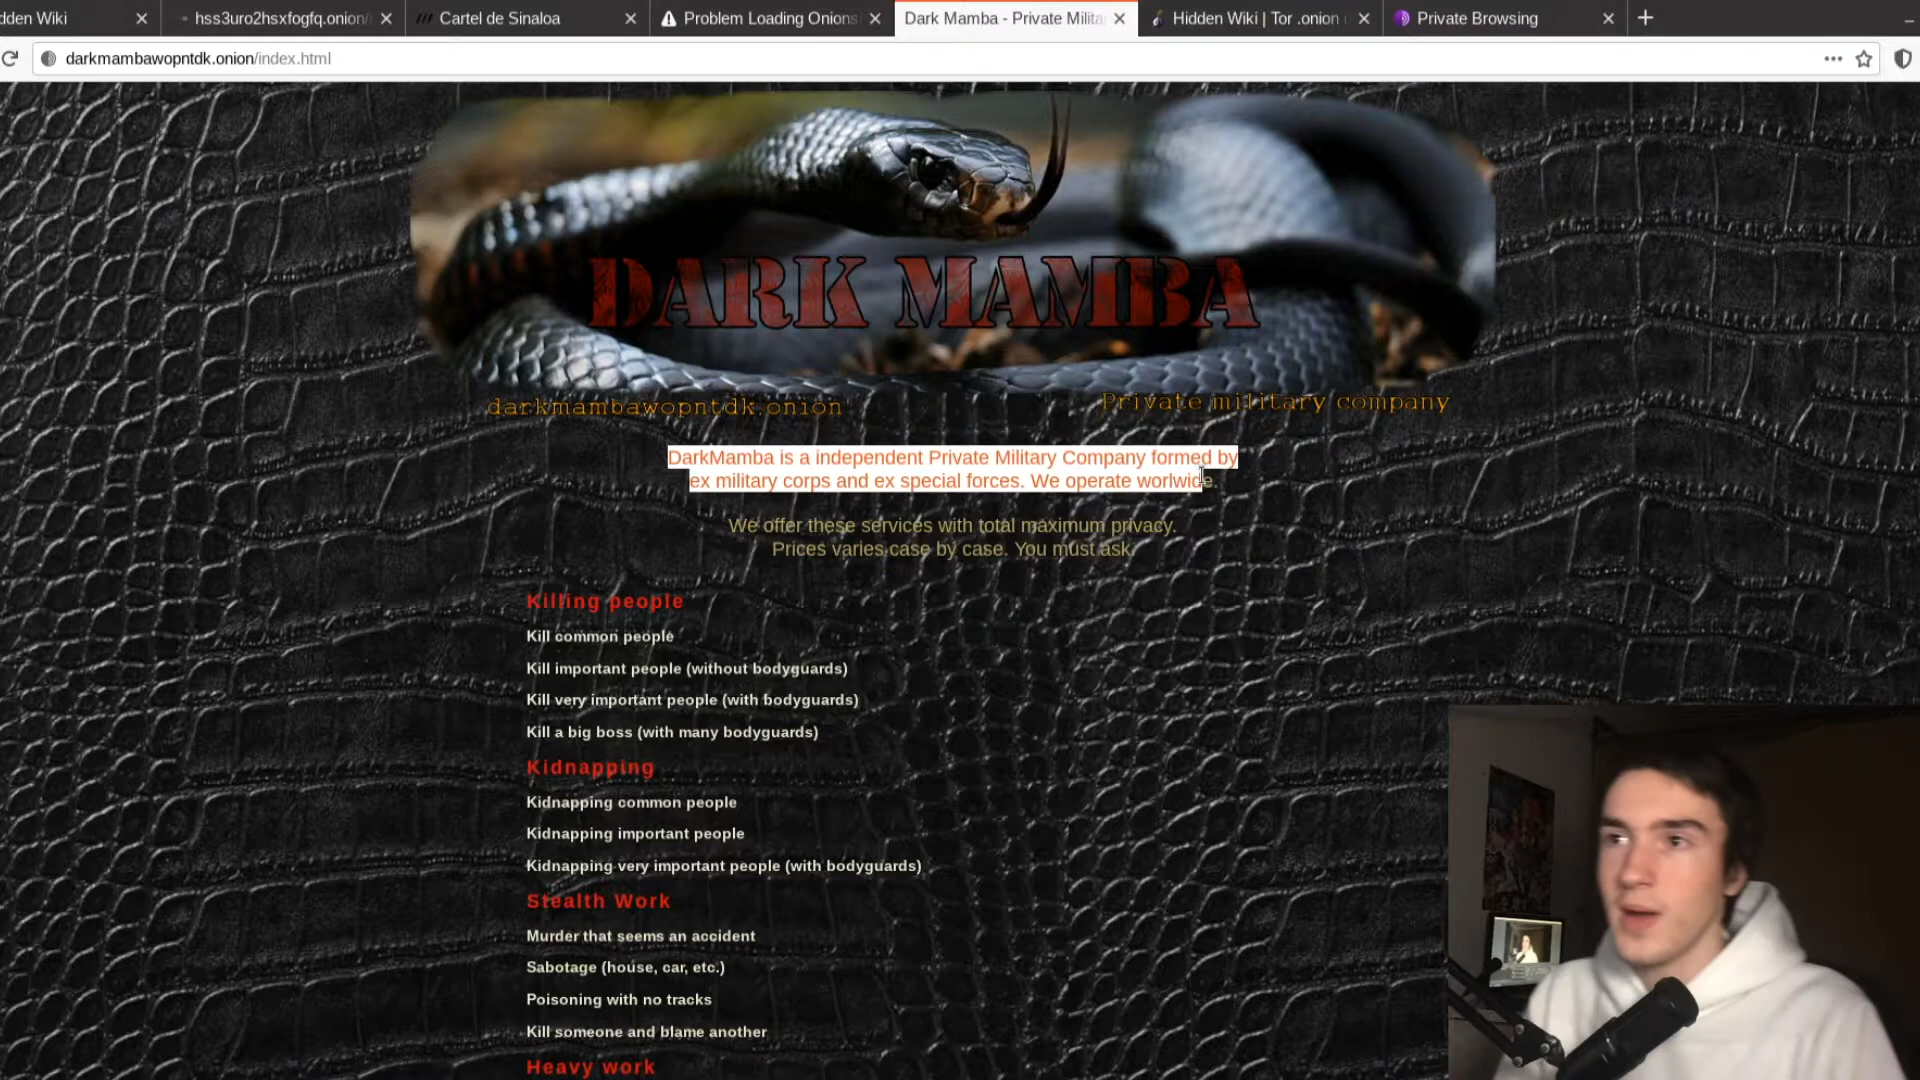 dden Wiki
hss3uro2hsxfogfq.onion/
Cartel de Sinaloa
Problem Loading Onions
Dark Mamba - Private Milita
Hidden Wiki | Tor .onion
Private Browsing
darkmambawopntdk.onion/index.html
DARK MAMBA
darkmambawopntdk.onion
Private military company
DarkMamba is a independent Private Military Company formed by
ex military corps and ex special forces. We operate worlwide.
We offer these services with total maximum privacy.
Prices varies case by case. You must ask.
Killing people
Kill common people
Kill important people (without bodyguards)
Kill very important people (with bodyguards)
Kill a big boss (with many bodyguards)
Kidnapping
Kidnapping common people
Kidnapping important people
Kidnapping very important people (with bodyguards)
Stealth Work
Murder that seems an accident
Sabotage (house, car, etc.)
Poisoning with no tracks
Kill someone and blame another
Heavy work